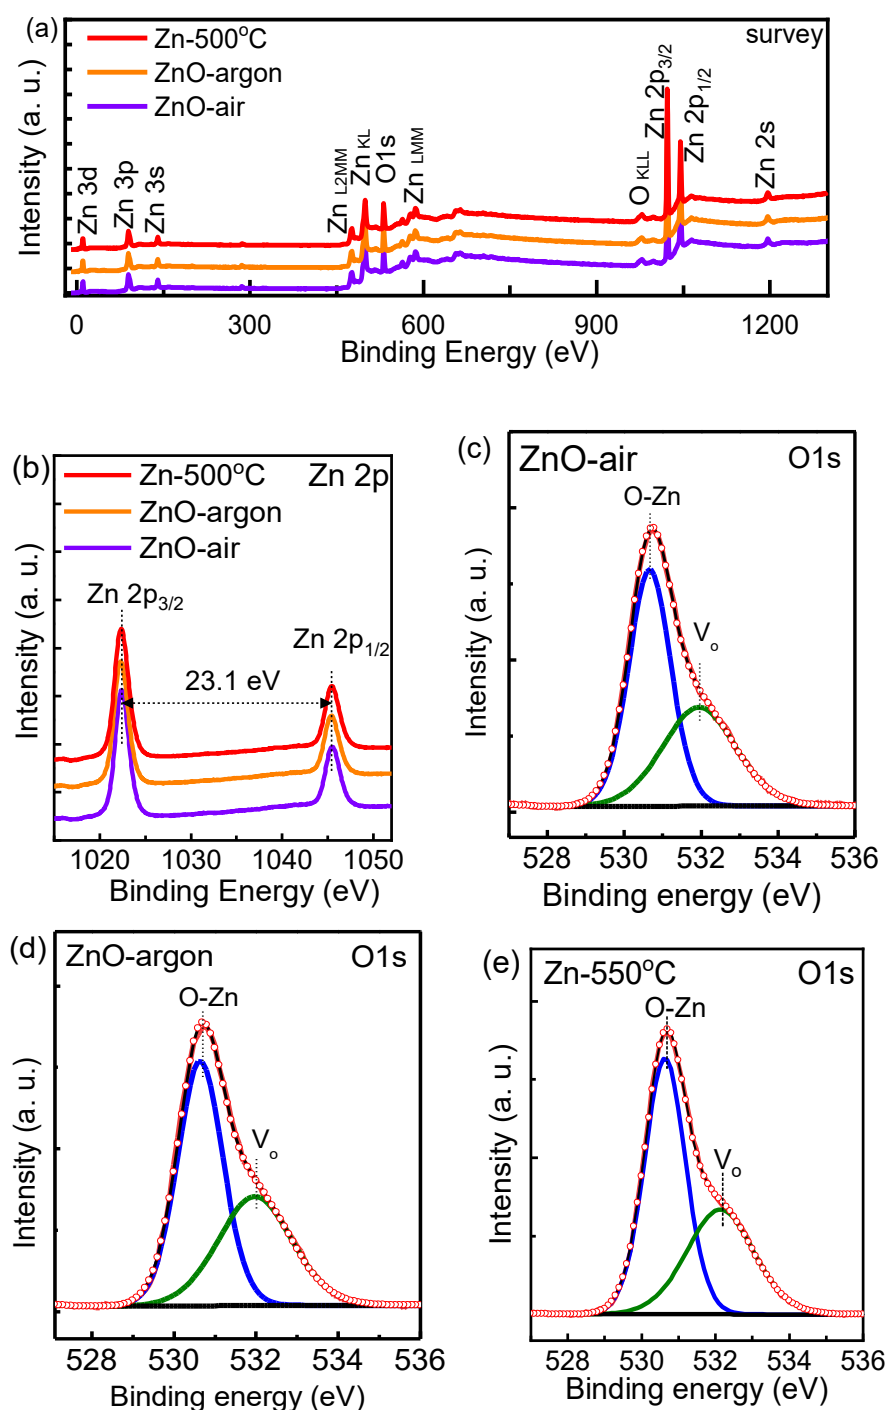 (a)
Zn-500°C
ZnO-argon
ZnO-air
survey
Zn 3d
Zn 3p
Zn 3s
Zn L2MM
Zn KL
O1s
Zn LMM
O KLL
Zn 2p3/2
Zn 2p1/2
Zn 2s
Intensity (a. u.)
0 300 600 900 1200
Binding Energy (eV)
(b)
Zn-500°C
Zn 2p
ZnO-argon
ZnO-air
Zn 2p3/2
Zn 2p1/2
23.1 eV
Intensity (a. u.)
1020 1030 1040 1050
Binding Energy (eV)
(c)
ZnO-air
O1s
O-Zn
Vo
Intensity (a. u.)
528 530 532 534 536
Binding energy (eV)
(d)
ZnO-argon
O1s
O-Zn
Vo
Intensity (a. u.)
528 530 532 534 536
Binding energy (eV)
(e)
Zn-550°C
O1s
O-Zn
Vo
Intensity (a. u.)
528 530 532 534 536
Binding energy (eV)